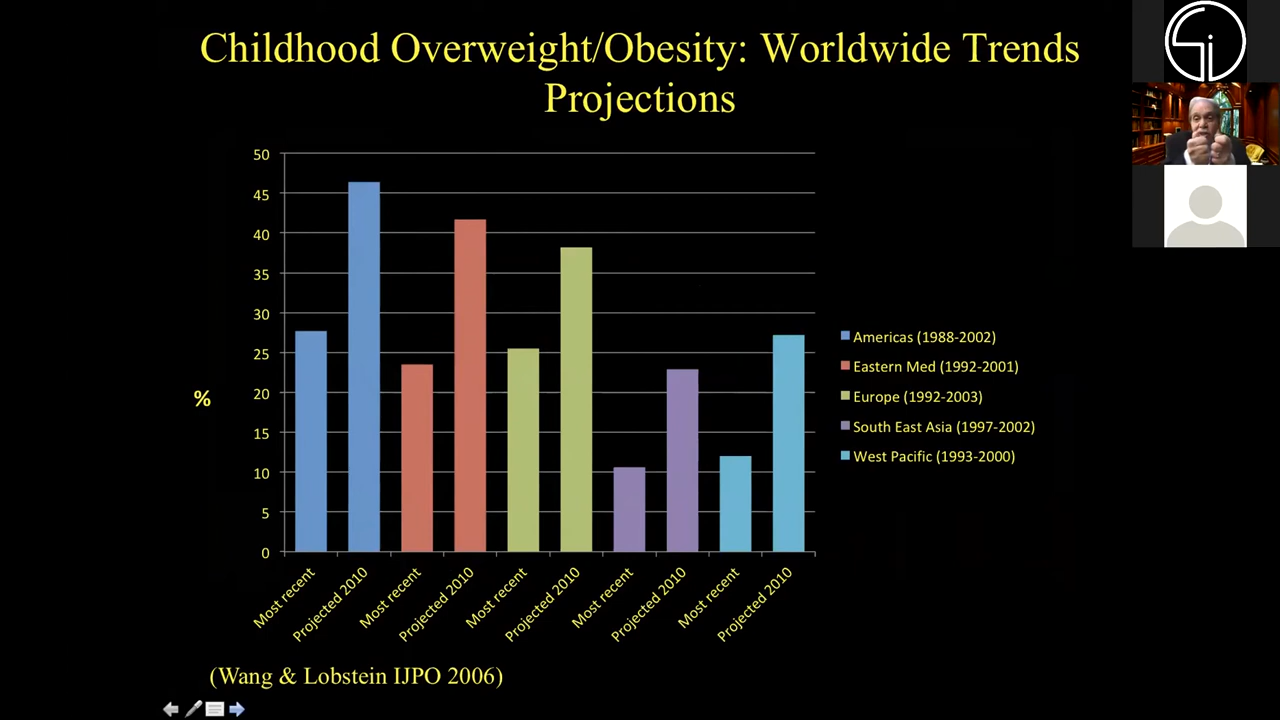 Childhood Overweight/Obesity: Worldwide Trends
Projections
50
45
40
35
30
25
20
15
10
5
0
%
Most recent
Projected 2010
Most recent
Projected 2010
Most recent
Projected 2010
Most recent
Projected 2010
Most recent
Projected 2010
Americas (1988-2002)
Eastern Med (1992-2001)
Europe (1992-2003)
South East Asia (1997-2002)
West Pacific (1993-2000)
(Wang & Lobstein IJPO 2006)